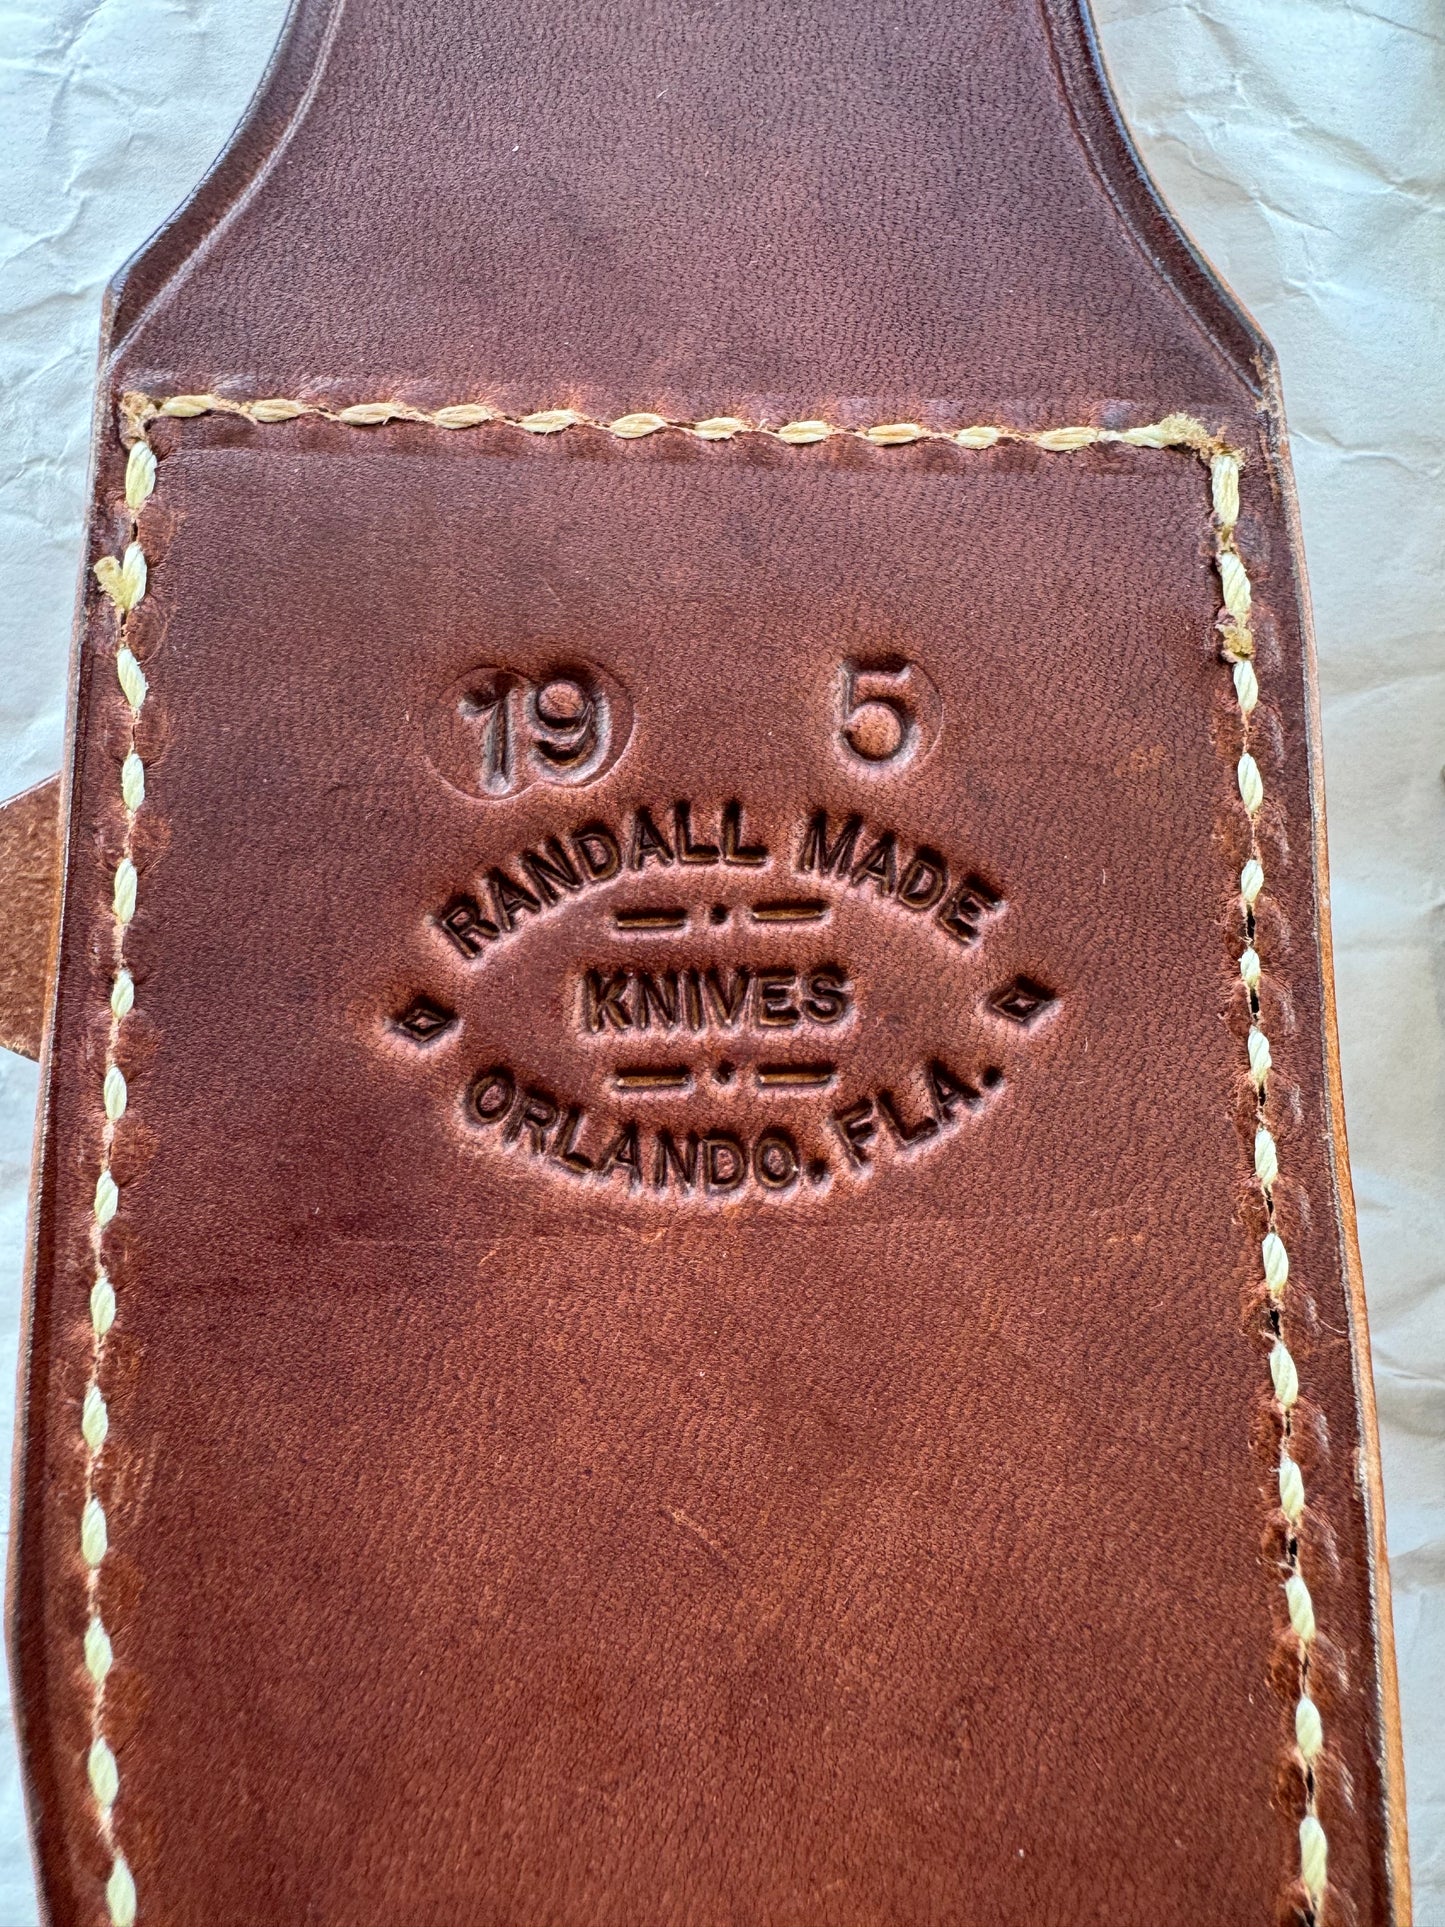 19 5
RANDALL MADE
KNIVES
ORLANDO. FLA.